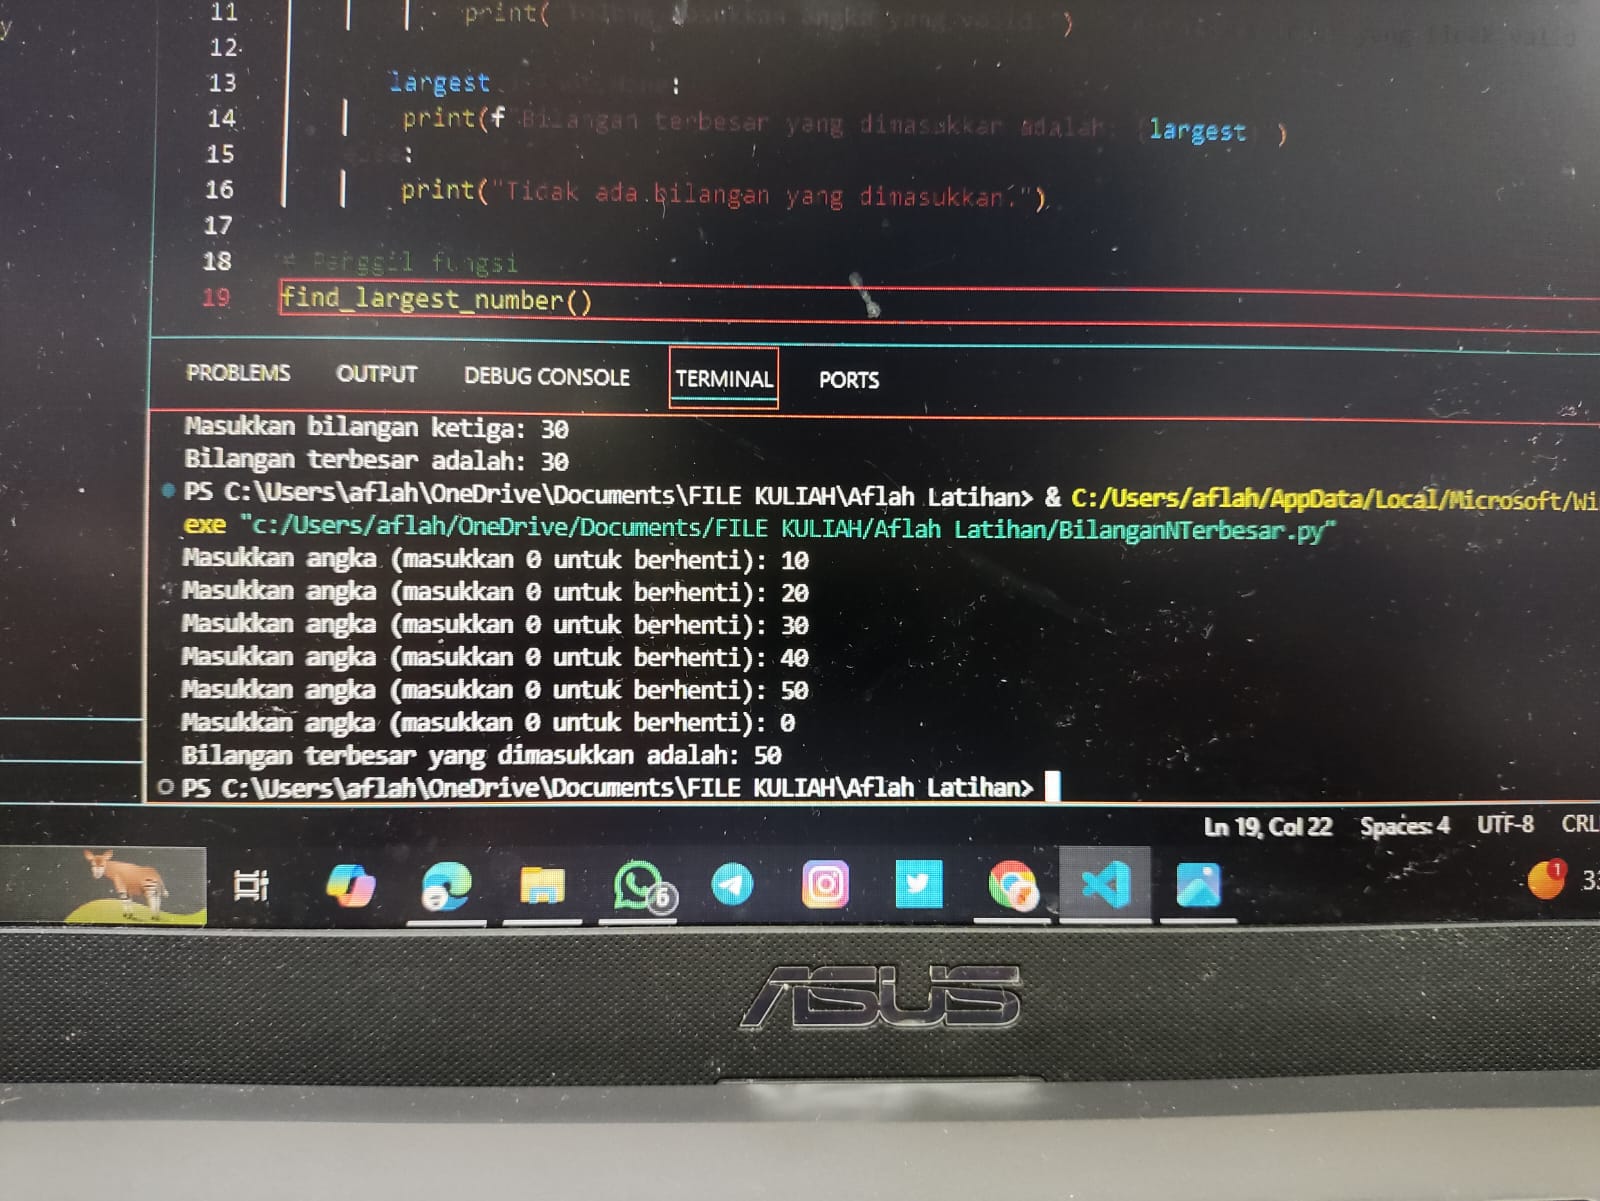 11 print( angka yang valid )
12
13 largest :
14 print(f Bilangan terbesar yang dimasukkan adalah: largest )
15 :
16 print("Tidak ada bilangan yang dimasukkan.")
17
18 # Panggil fungsi
19 find_largest_number()
PROBLEMS OUTPUT DEBUG CONSOLE TERMINAL PORTS
Masukkan bilangan ketiga: 30
Bilangan terbesar adalah: 30
PS C:\Users\aflah\OneDrive\Documents\FILE KULIAH\Aflah Latihan> & C:/Users/aflah/AppData/Local/Microsoft/Wi
exe "c:/Users/aflah/OneDrive/Documents/FILE KULIAH/Aflah Latihan/BilanganNTerbesar.py"
Masukkan angka (masukkan 0 untuk berhenti): 10
Masukkan angka (masukkan 0 untuk berhenti): 20
Masukkan angka (masukkan 0 untuk berhenti): 30
Masukkan angka (masukkan 0 untuk berhenti): 40
Masukkan angka (masukkan 0 untuk berhenti): 50
Masukkan angka (masukkan 0 untuk berhenti): 0
Bilangan terbesar yang dimasukkan adalah: 50
PS C:\Users\aflah\OneDrive\Documents\FILE KULIAH\Aflah Latihan>
Ln 19, Col 22 Spaces: 4 UTF-8 CRL
6 1 33
ASUS